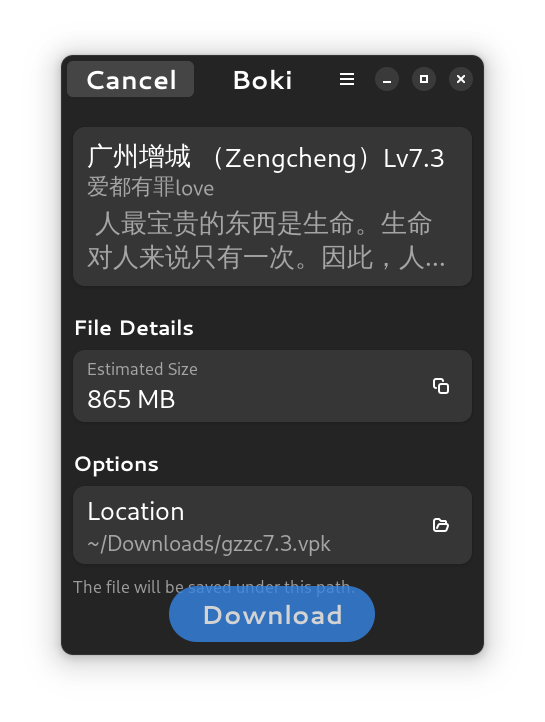 Cancel
Boki
广州增城 （Zengcheng）Lv7.3
爱都有罪love
人最宝贵的东西是生命。生命
对人来说只有一次。因此，人...
File Details
Estimated Size
865 MB
Options
Location
~/Downloads/gzzc7.3.vpk
The file will be saved under this path.
Download